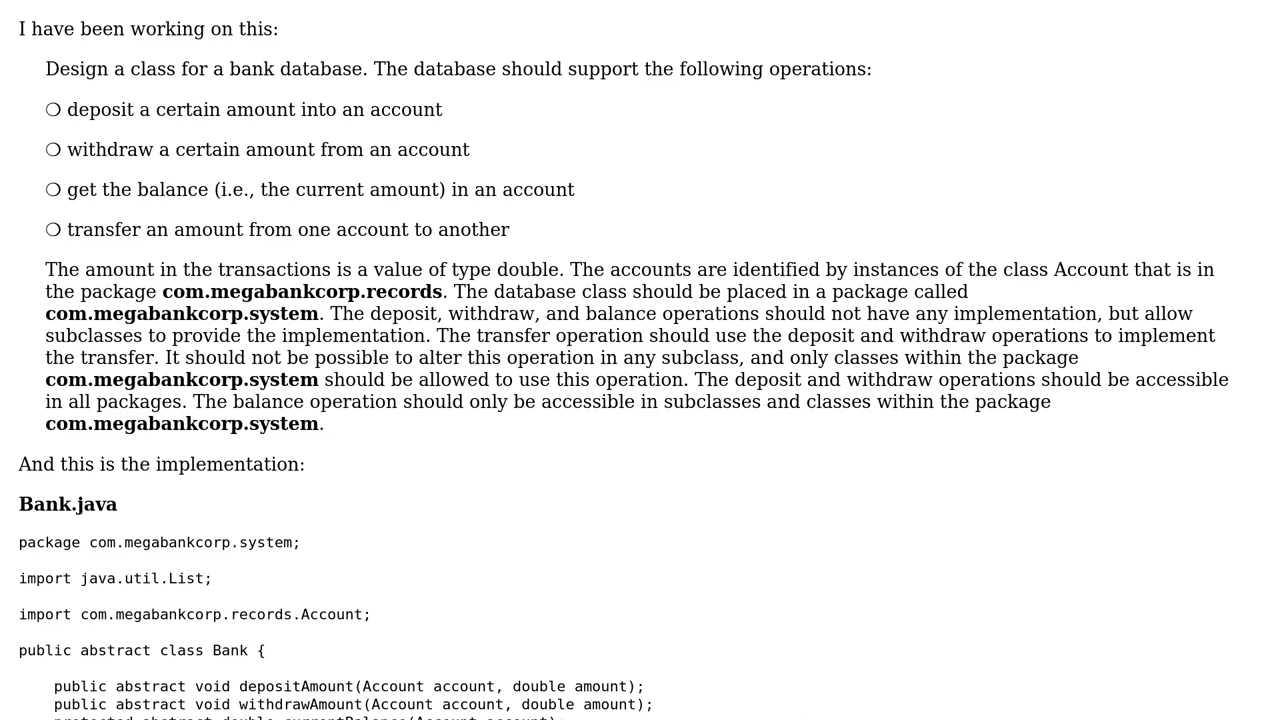 I have been working on this:
Design a class for a bank database. The database should support the following operations:
❍ deposit a certain amount into an account
❍ withdraw a certain amount from an account
❍ get the balance (i.e., the current amount) in an account
❍ transfer an amount from one account to another
The amount in the transactions is a value of type double. The accounts are identified by instances of the class Account that is in
the package com.megabankcorp.records. The database class should be placed in a package called
com.megabankcorp.system. The deposit, withdraw, and balance operations should not have any implementation, but allow
subclasses to provide the implementation. The transfer operation should use the deposit and withdraw operations to implement
the transfer. It should not be possible to alter this operation in any subclass, and only classes within the package
com.megabankcorp.system should be allowed to use this operation. The deposit and withdraw operations should be accessible
in all packages. The balance operation should only be accessible in subclasses and classes within the package
com.megabankcorp.system.
And this is the implementation:
Bank.java
package com.megabankcorp.system;
import java.util.List;
import com.megabankcorp.records.Account;
public abstract class Bank {
public abstract void depositAmount(Account account, double amount);
public abstract void withdrawAmount(Account account, double amount);
protected abstract double currentBalance(Account account);